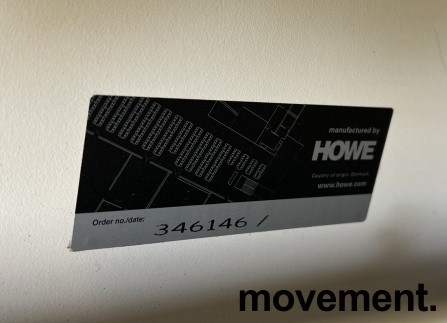 manufactured by
HOWE
Country of origin: Denmark
www.howe.com
Order no./date: 346146 /
movement.